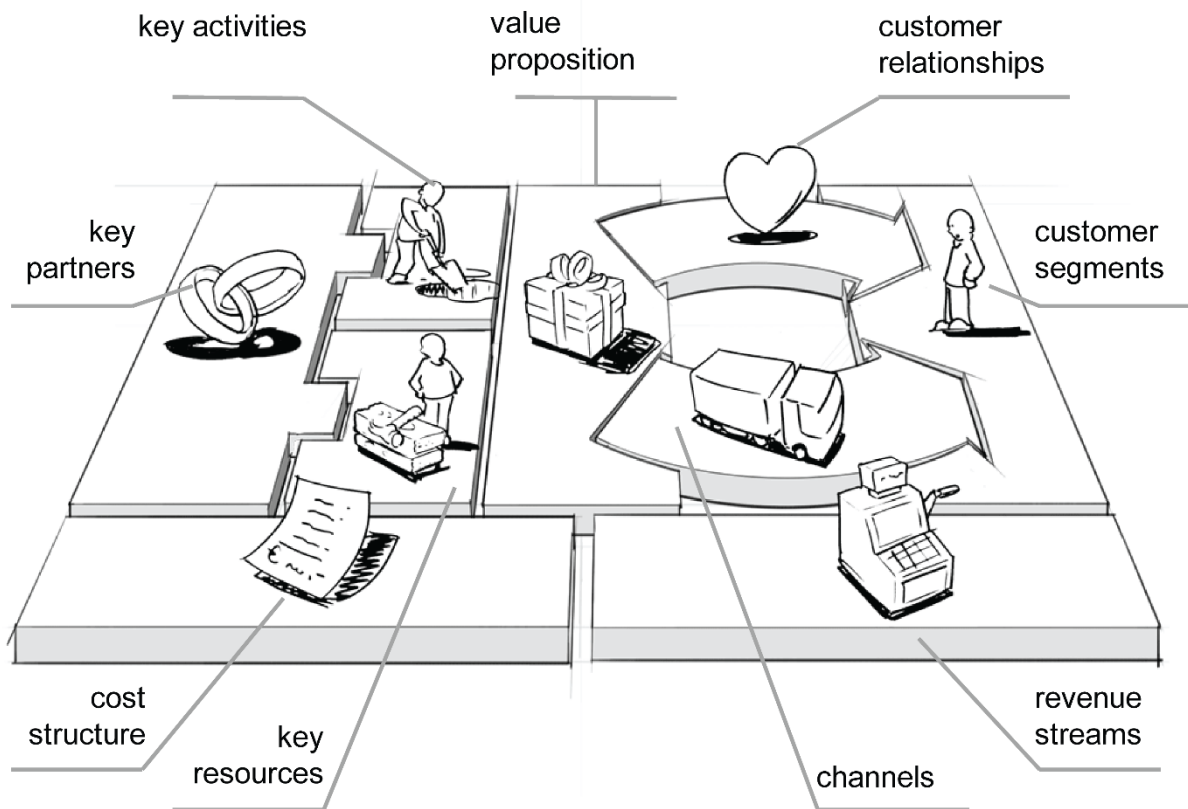 key activities
value
proposition
customer
relationships
key
partners
customer
segments
cost
structure
key
resources
channels
revenue
streams
€